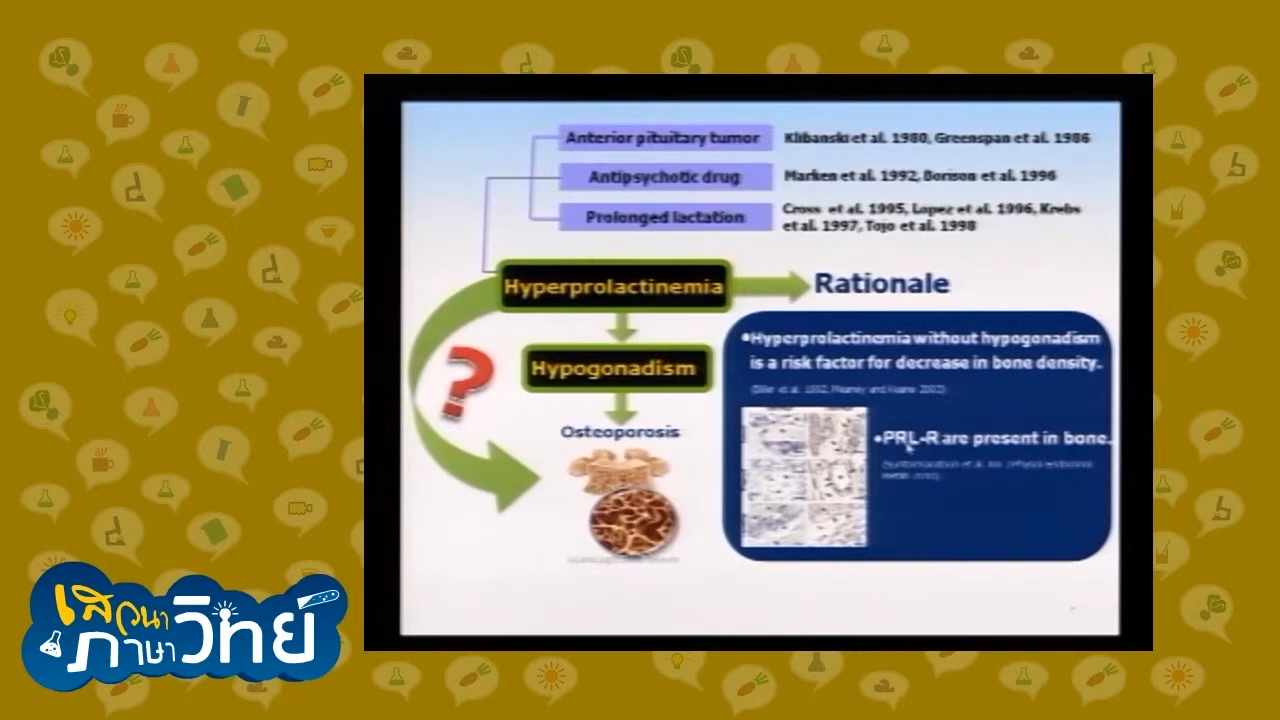 Anterior pituitary tumor
Klibanski et al. 1980, Greenspan et al. 1986
Antipsychotic drug
Marken et al. 1992, Borison et al. 1996
Prolonged lactation
Cross et al. 1995, Lopez et al. 1996, Krebs
et al. 1997, Tojo et al. 1998
Hyperprolactinemia
Rationale
•Hyperprolactinemia without hypogonadism
is a risk factor for decrease in bone density.
Hypogonadism
?
Osteoporosis
•PRL-R are present in bone.
เสวนา
ภาษาวิทย์